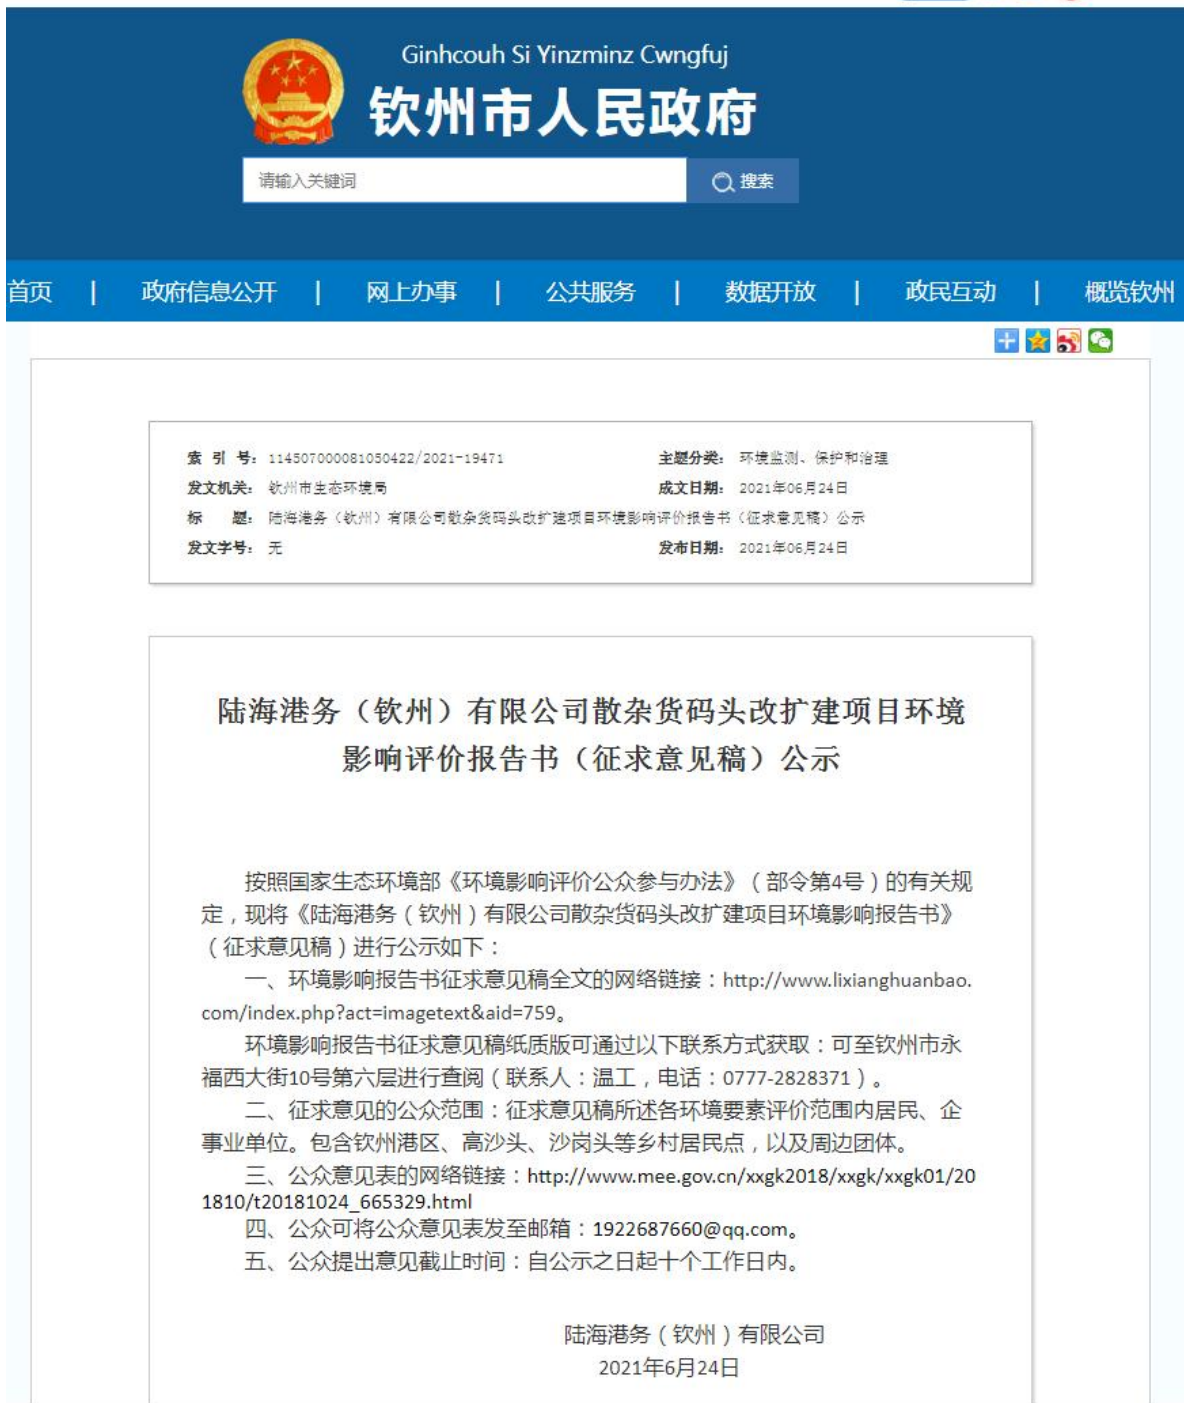 Ginhcouh Si Yinzminz Cwngfuj
钦州市人民政府
请输入关键词
搜索
首页 | 政府信息公开 | 网上办事 | 公共服务 | 数据开放 | 政民互动 | 概览钦州
索 引 号： 114507000081050422/2021-19471 主题分类： 环境监测、保护和治理
发文机关： 钦州市生态环境局 成文日期： 2021年06月24日
标 题： 陆海港务（钦州）有限公司散杂货码头改扩建项目环境影响评价报告书（征求意见稿）公示
发文字号： 无 发布日期： 2021年06月24日
陆海港务（钦州）有限公司散杂货码头改扩建项目环境
影响评价报告书（征求意见稿）公示
按照国家生态环境部《环境影响评价公众参与办法》（部令第4号）的有关规
定，现将《陆海港务（钦州）有限公司散杂货码头改扩建项目环境影响报告书》
（征求意见稿）进行公示如下：
一、环境影响报告书征求意见稿全文的网络链接：http://www.lixianghuanbao.
com/index.php?act=imagetext&aid=759。
环境影响报告书征求意见稿纸质版可通过以下联系方式获取：可至钦州市永
福西大街10号第六层进行查阅（联系人：温工，电话：0777-2828371）。
二、征求意见的公众范围：征求意见稿所述各环境要素评价范围内居民、企
事业单位。包含钦州港区、高沙头、沙岗头等乡村居民点，以及周边团体。
三、公众意见表的网络链接：http://www.mee.gov.cn/xxgk2018/xxgk/xxgk01/20
1810/t20181024_665329.html
四、公众可将公众意见表发至邮箱：1922687660@qq.com。
五、公众提出意见截止时间：自公示之日起十个工作日内。
陆海港务（钦州）有限公司
2021年6月24日